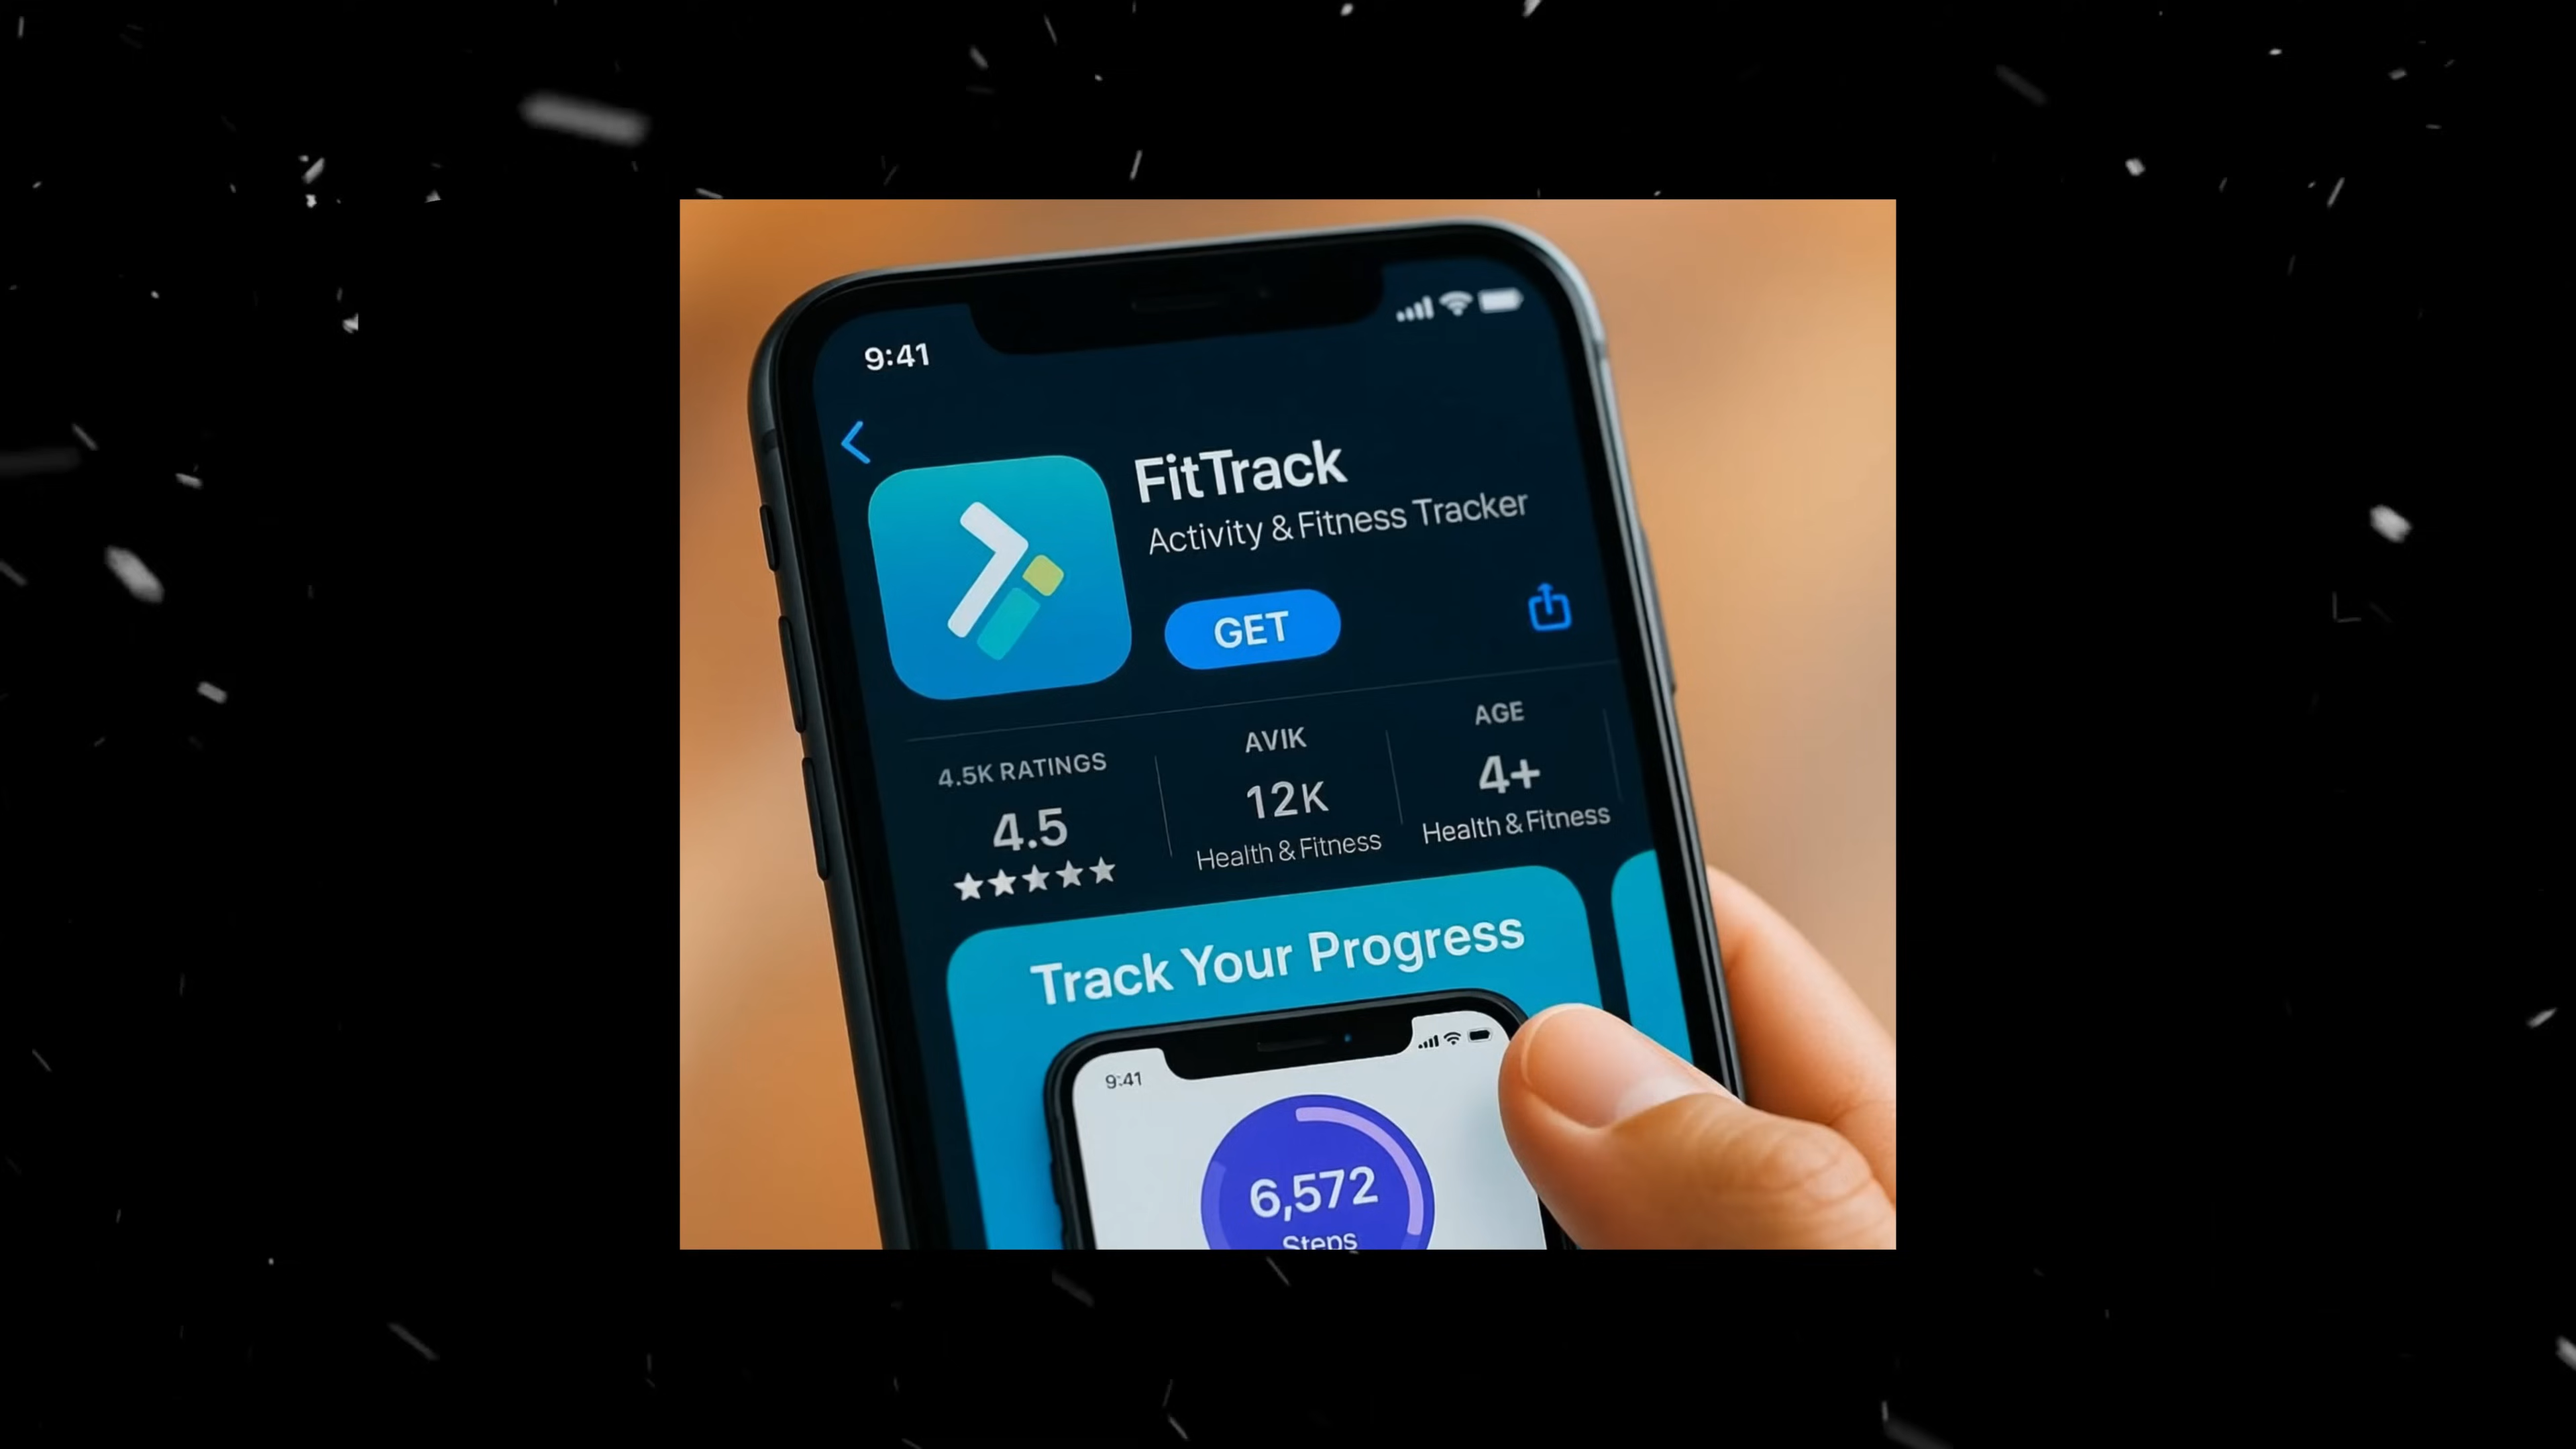 9:41
FitTrack
Activity & Fitness Tracker
GET
4.5K RATINGS
4.5
AVIK
12K
Health & Fitness
AGE
4+
Health & Fitness
Track Your Progress
9:41
6,572
Steps